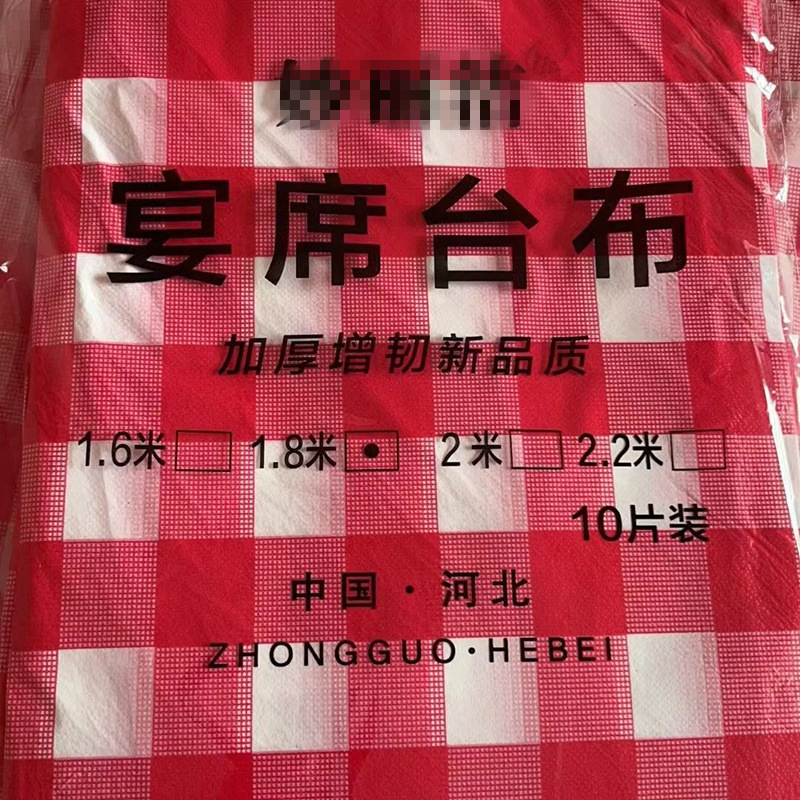 宴席台布
加厚增韧新品质
1.6米 1.8米 2米 2.2米
10片装
中国·河北
ZHONGGUO·HEBEI